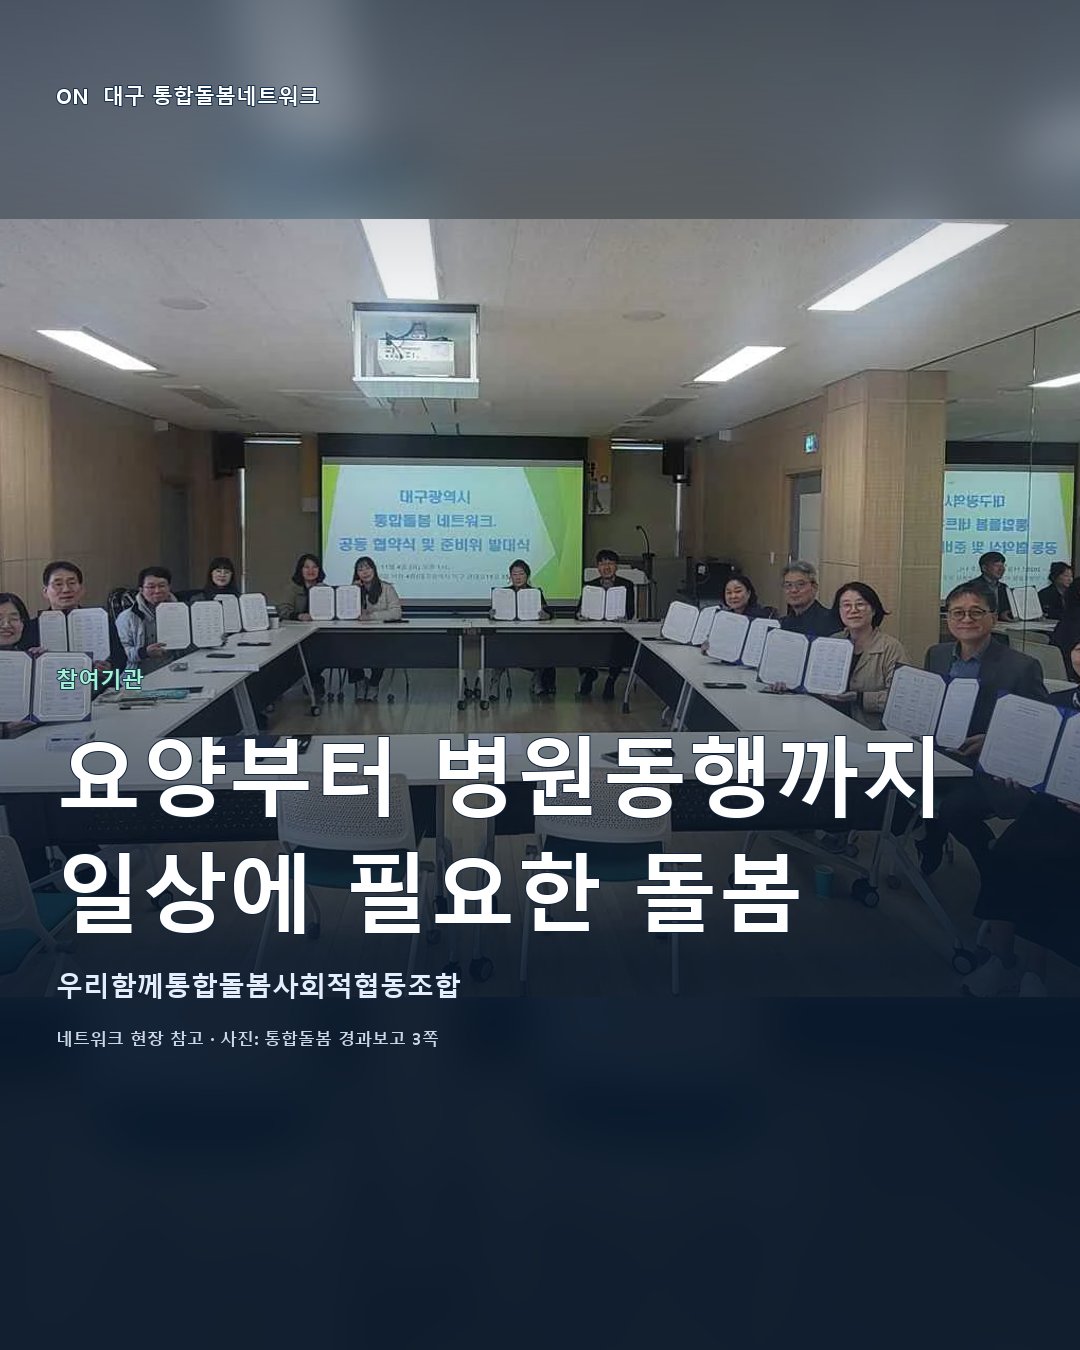 ON 대구 통합돌봄네트워크
대구광역시
통합돌봄 네트워크.
공동 협약식 및 준비위 발대식
참여기관
요양부터 병원동행까지
일상에 필요한 돌봄
우리함께통합돌봄사회적협동조합
네트워크 현장 참고 · 사진: 통합돌봄 경과보고 3쪽